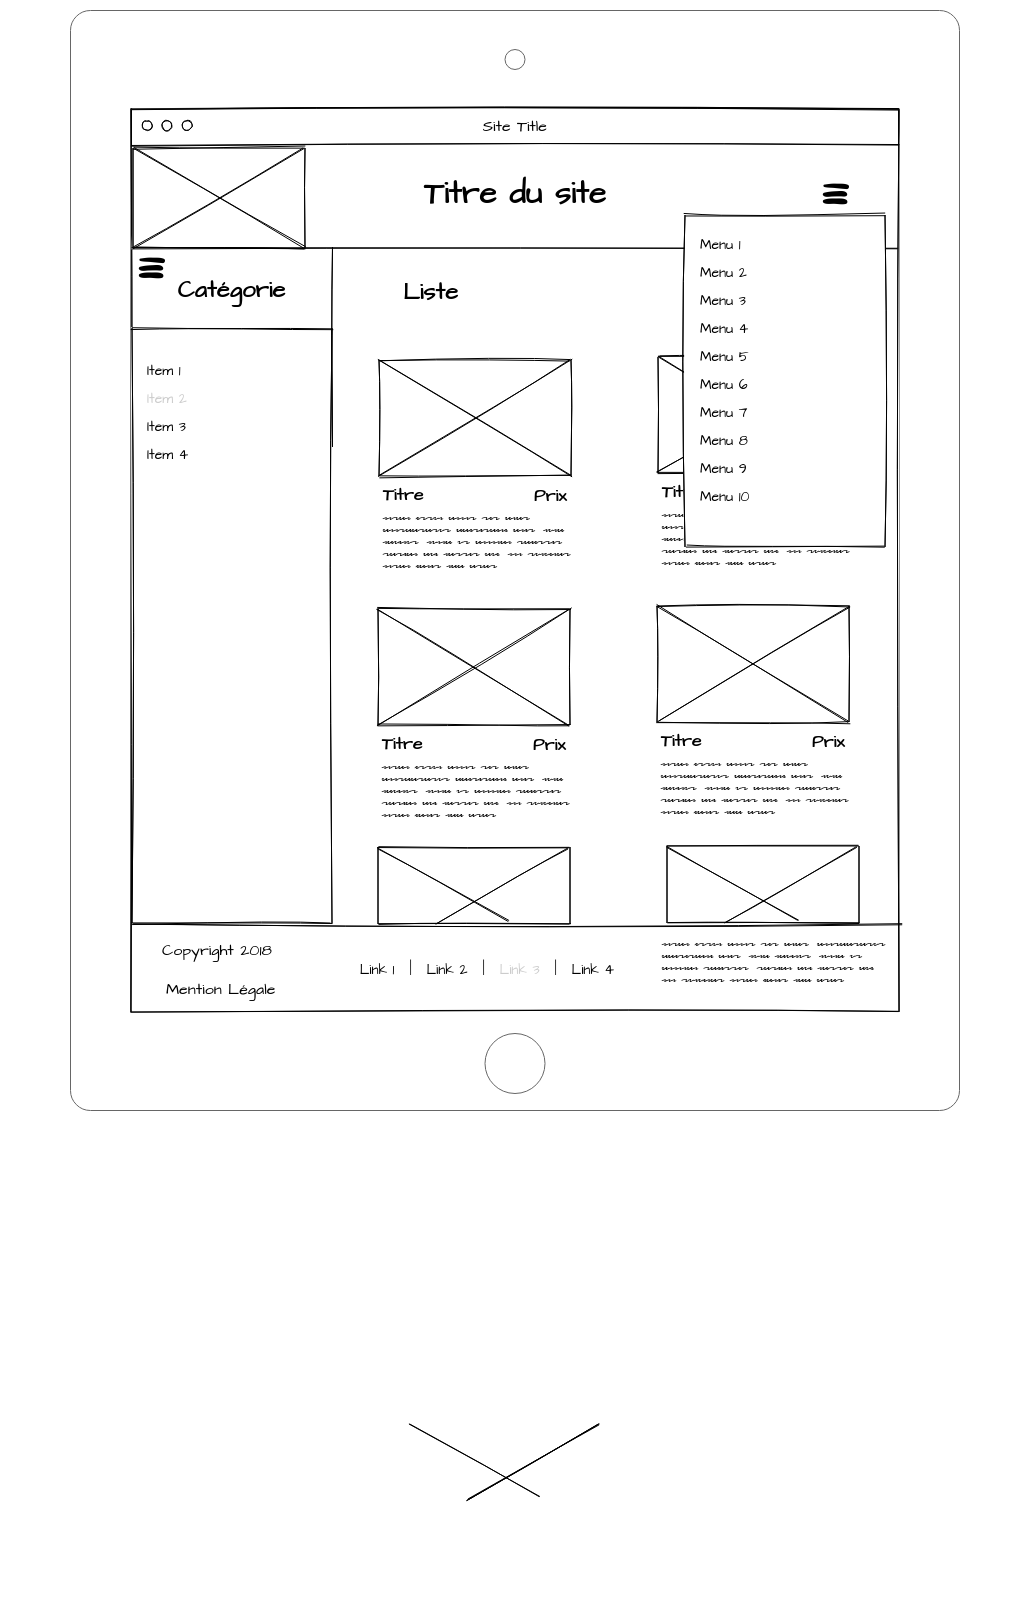 Site Title
Titre du site
Menu 1
Menu 2
Menu 3
Menu 4
Menu 5
Menu 6
Menu 7
Menu 8
Menu 9
Menu 10
Catégorie
Item 1
Item 2
Item 3
Item 4
Liste
Titre Prix
Tit
Titre Prix
Titre Prix
Copyright 2018
Mention Légale
Link 1 | Link 2 | Link 3 | Link 4